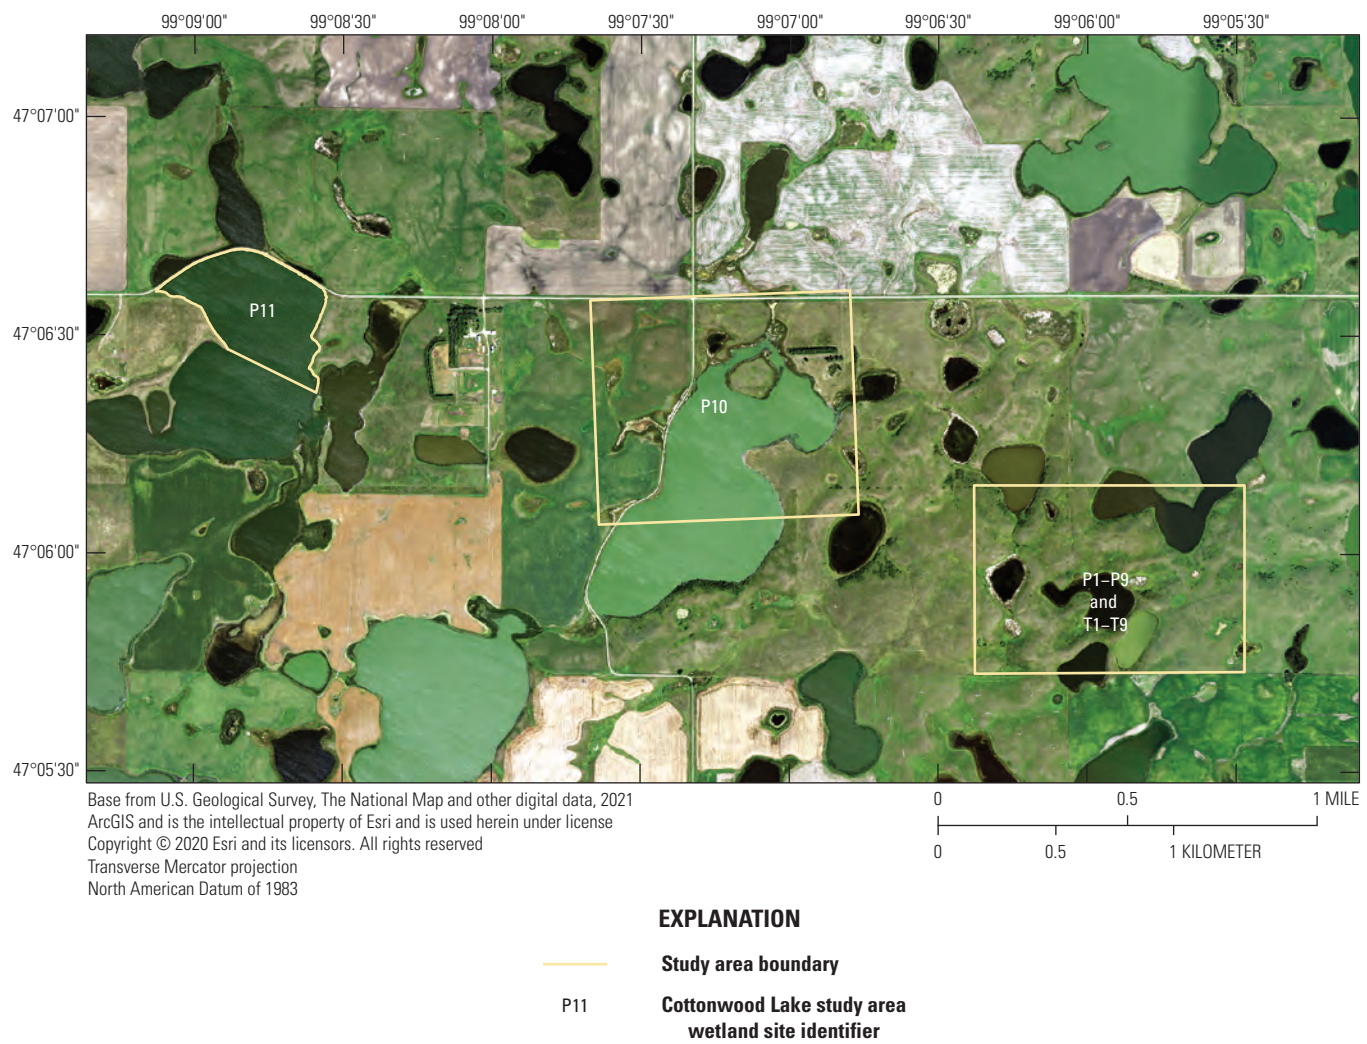 99°09'00" 99°08'30" 99°08'00" 99°07'30" 99°07'00" 99°06'30" 99°06'00" 99°05'30"
47°07'00"
47°06'30"
47°06'00"
47°05'30"
P11
P10
P1–P9
and
T1–T9
Base from U.S. Geological Survey, The National Map and other digital data, 2021
ArcGIS and is the intellectual property of Esri and is used herein under license
Copyright © 2020 Esri and its licensors. All rights reserved
Transverse Mercator projection
North American Datum of 1983
0 0.5 1 MILE
0 0.5 1 KILOMETER
EXPLANATION
Study area boundary
P11 Cottonwood Lake study area
wetland site identifier